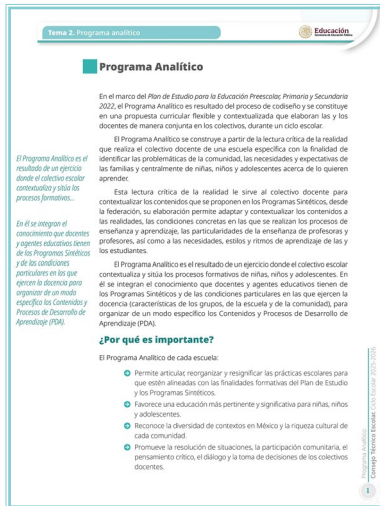 Tema 2. Programa analítico
Educación
Secretaría de Educación Pública
Programa Analítico
En el marco del Plan de Estudio para la Educación Preescolar, Primaria y Secundaria
2022, el Programa Analítico es resultado del proceso de codiseño y se constituye
en una propuesta curricular flexible y contextualizada que elaboran las y los
docentes de manera conjunta en los colectivos, durante un ciclo escolar.
El Programa Analítico se construye a partir de la lectura crítica de la realidad
que realiza el colectivo docente de una escuela específica con la finalidad de
identificar las problemáticas de la comunidad, las necesidades y expectativas de
las familias y centralmente de niñas, niños y adolescentes acerca de lo quieren
aprender.
Esta lectura crítica de la realidad le sirve al colectivo docente para
contextualizar los contenidos que se proponen en los Programas Sintéticos, desde
la federación, su elaboración permite adaptar y contextualizar los contenidos a
las realidades, las condiciones concretas en las que se realizan los procesos de
enseñanza y aprendizaje, las particularidades de la enseñanza de profesoras y
profesores, así como a las necesidades, estilos y ritmos de aprendizaje de las y
los estudiantes.
El Programa Analítico es el resultado de un ejercicio donde el colectivo escolar
contextualiza y sitúa los procesos formativos de niñas, niños y adolescentes. En
él se integran el conocimiento que docentes y agentes educativos tienen de
los Programas Sintéticos y de las condiciones particulares en las que ejercen la
docencia (características de los grupos, de la escuela y de la comunidad), para
organizar de un modo específico los Contenidos y Procesos de Desarrollo de
Aprendizaje (PDA).
El Programa Analítico es el
resultado de un ejercicio
donde el colectivo escolar
contextualiza y sitúa los
procesos formativos...
En él se integran el
conocimiento que docentes
y agentes educativos tienen
de los Programas Sintéticos
y de las condiciones
particulares en las que
ejercen la docencia para
organizar de un modo
específico los Contenidos y
Procesos de Desarrollo de
Aprendizaje (PDA).
¿Por qué es importante?
El Programa Analítico de cada escuela:
Permite articular, reorganizar y resignificar las prácticas escolares para
que estén alineadas con las finalidades formativas del Plan de Estudio
y los Programas Sintéticos.
Favorece una educación más pertinente y significativa para niñas, niños
y adolescentes.
Reconoce la diversidad de contextos en México y la riqueza cultural de
cada comunidad.
Promueve la resolución de situaciones, la participación comunitaria, el
pensamiento crítico, el diálogo y la toma de decisiones de los colectivos
docentes.
Programa Analítico
Consejo Técnico Escolar, Ciclo Escolar 2025-2026
1